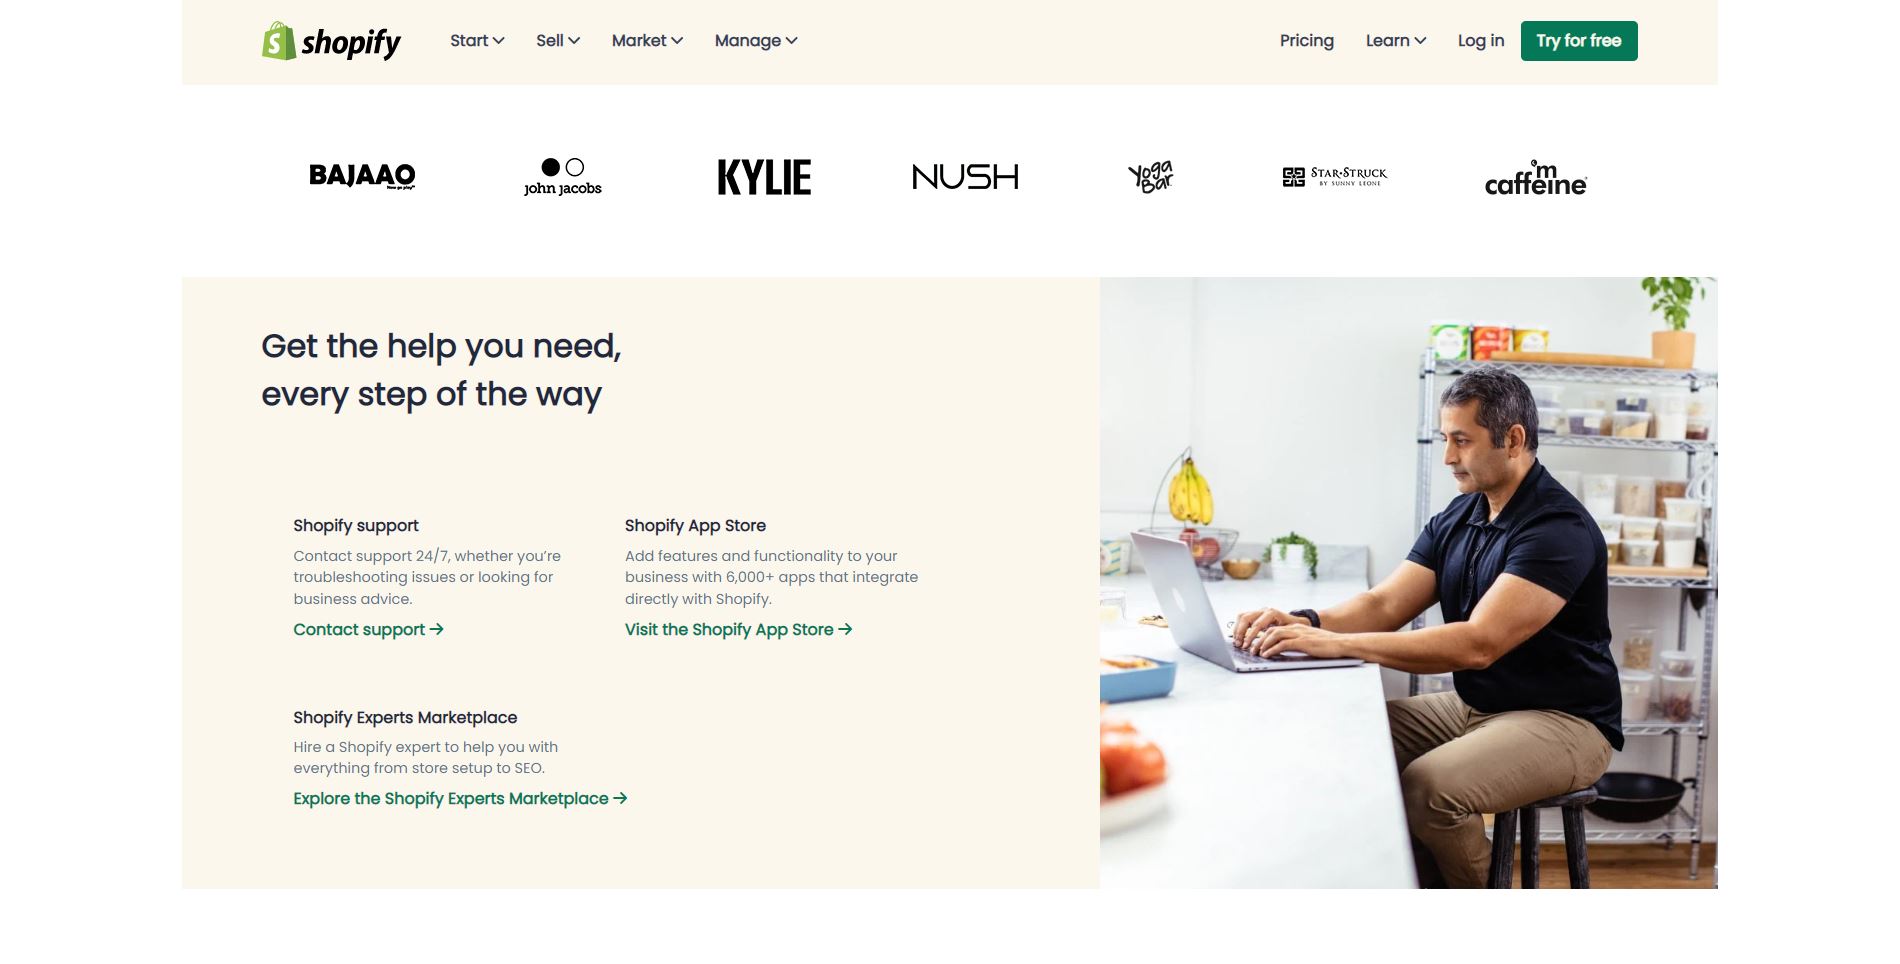 shopify
Start
Sell
Market
Manage
Pricing
Learn
Log in
Try for free
BAJAAO
Now go play™
john jacobs
KYLIE
NUSH
Yoga Bar
STAR★STRUCK
BY SUNNY LEONE
I'm caffeine
Get the help you need,
every step of the way
Shopify support
Contact support 24/7, whether you’re
troubleshooting issues or looking for
business advice.
Contact support →
Shopify App Store
Add features and functionality to your
business with 6,000+ apps that integrate
directly with Shopify.
Visit the Shopify App Store →
Shopify Experts Marketplace
Hire a Shopify expert to help you with
everything from store setup to SEO.
Explore the Shopify Experts Marketplace →